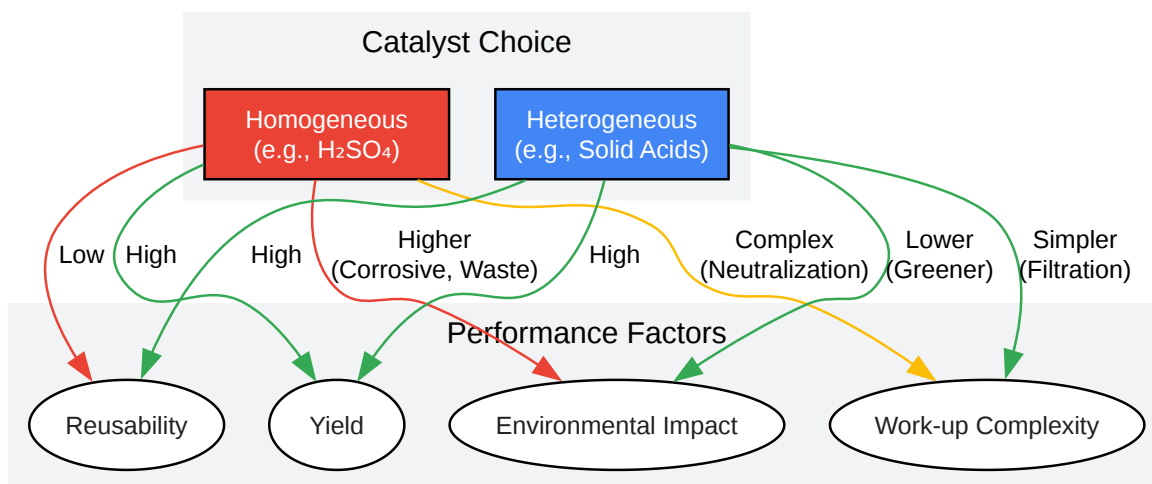 Catalyst Choice
Homogeneous
(e.g., H₂SO₄)
Heterogeneous
(e.g., Solid Acids)
Low
High
High
Higher
(Corrosive, Waste)
High
Complex
(Neutralization)
Lower
(Greener)
Simpler
(Filtration)
Performance Factors
Reusability
Yield
Environmental Impact
Work-up Complexity